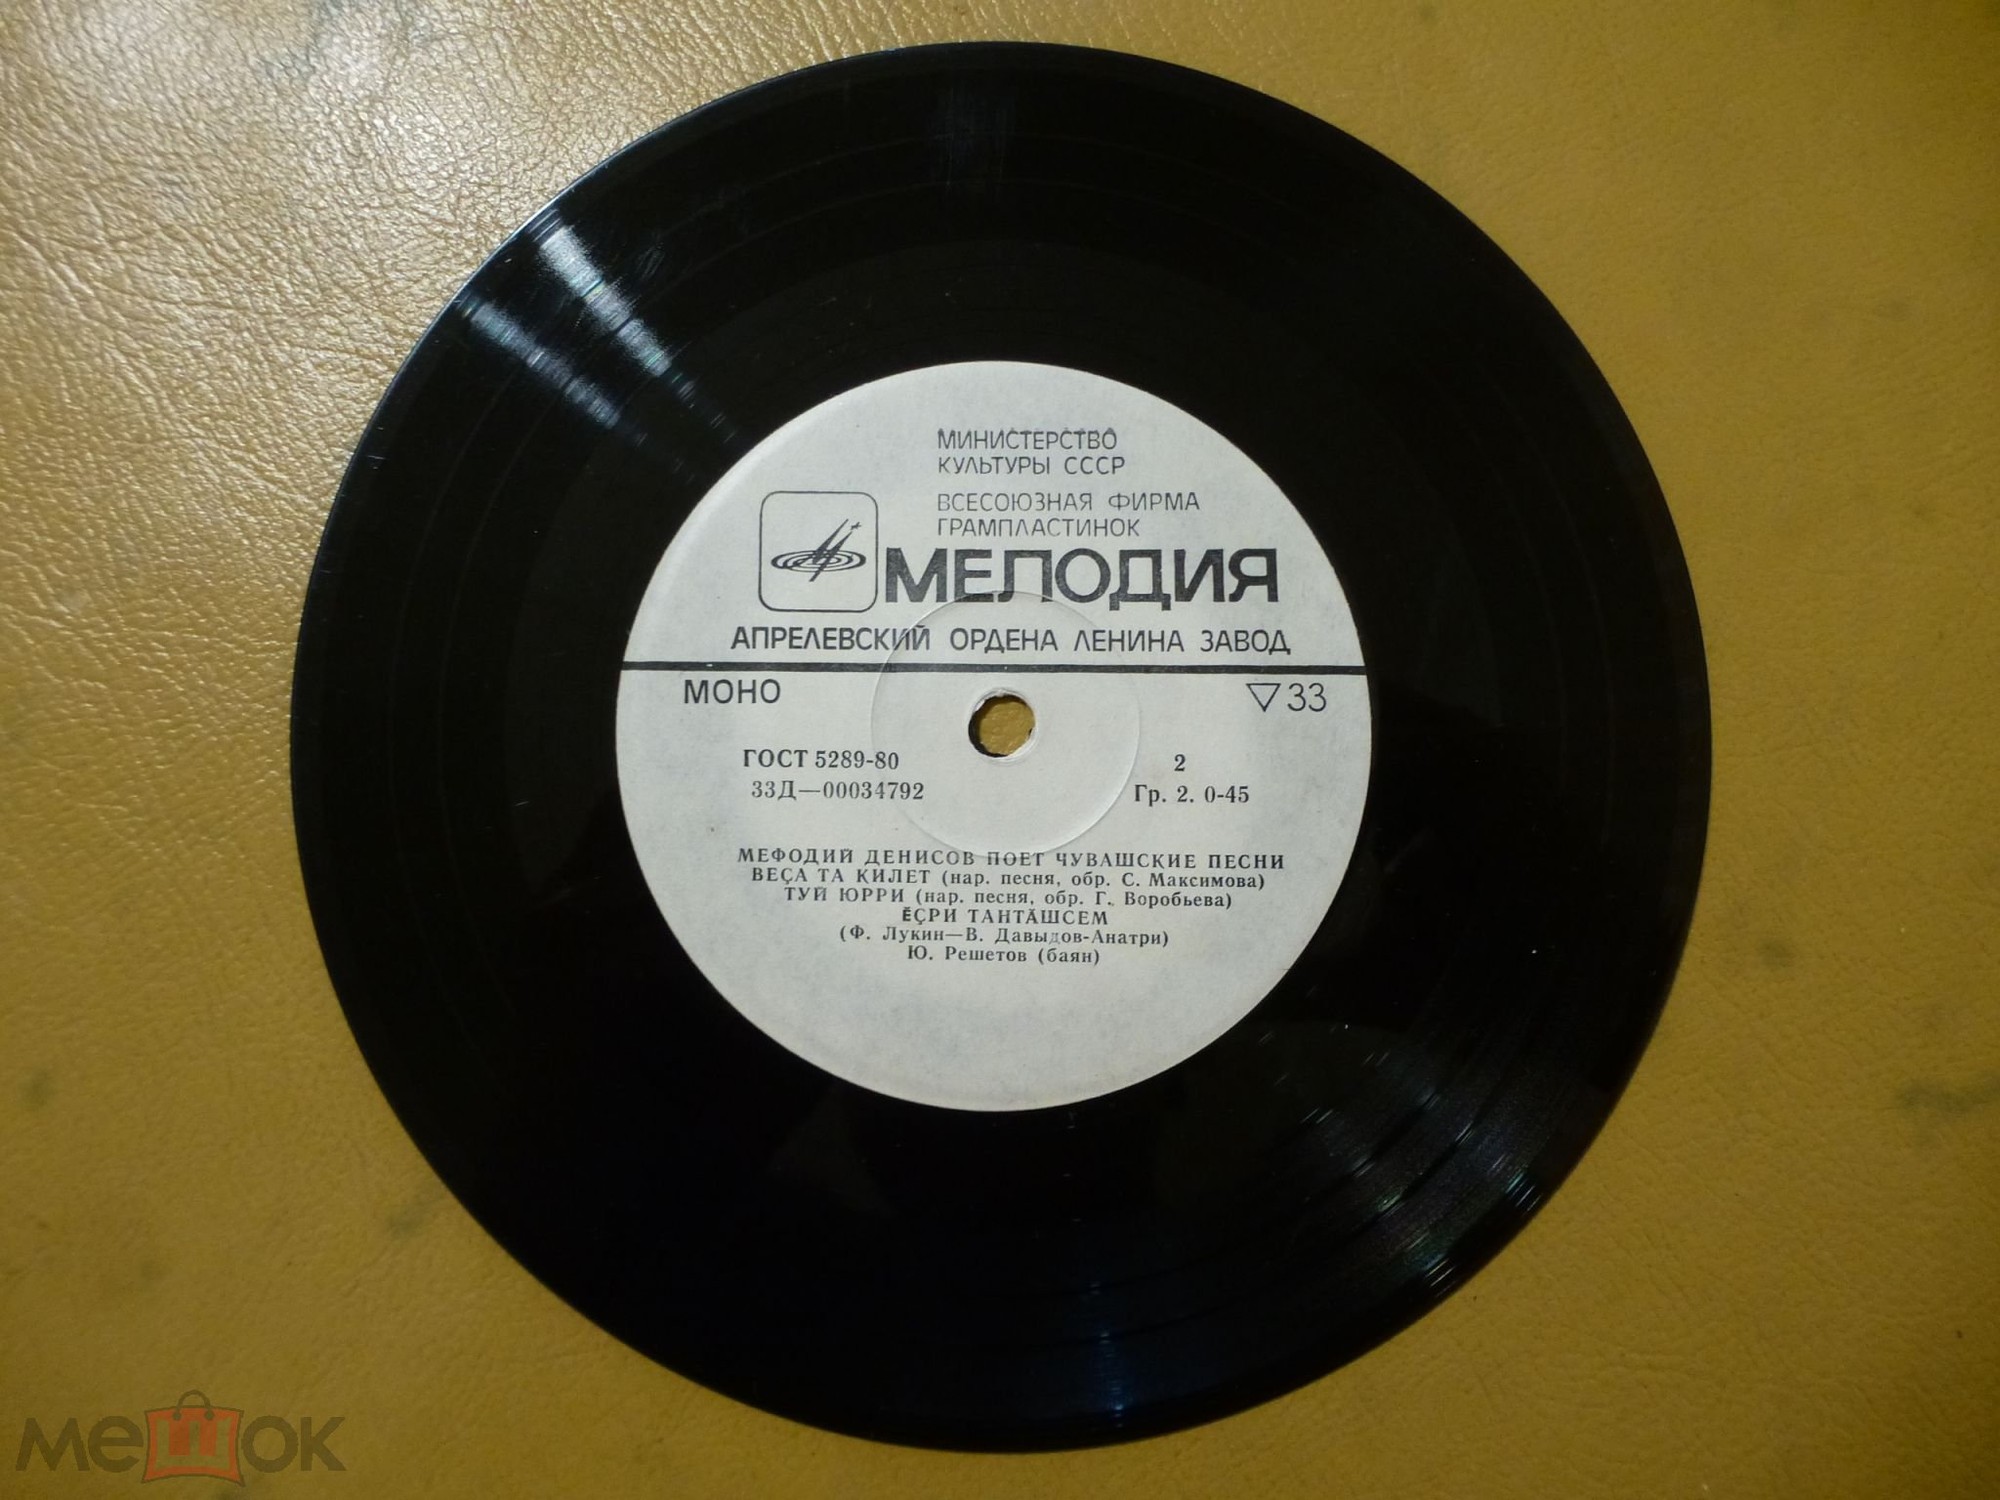 МИНИСТЕРСТВО
КУЛЬТУРЫ СССР
ВСЕСОЮЗНАЯ ФИРМА
ГРАМПЛАСТИНОК
МЕЛОДИЯ
АПРЕЛЕВСКИЙ ОРДЕНА ЛЕНИНА ЗАВОД
МОНО
▽33
ГОСТ 5289-80
2
33Д—00034792
Гр. 2. 0-45
МЕФОДИЙ ДЕНИСОВ ПОЕТ ЧУВАШСКИЕ ПЕСНИ
ВЕҪА ТА КИЛЕТ (нар. песня, обр. С. Максимова)
ТУЙ ЮРРИ (нар. песня, обр. Г. Воробьева)
ӖҪРИ ТАНТӐШСЕМ
(Ф. Лукин—В. Давыдов-Анатри)
Ю. Решетов (баян)
мешок